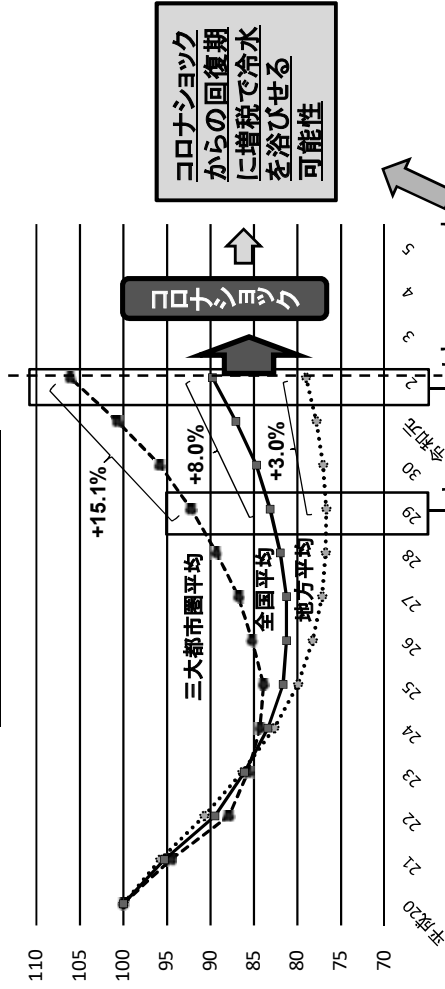 コロナショック
からの回復期
に増税で冷水
を浴びせる
可能性
コロナショック
110
105
100
95
90
85
80
75
70
+15.1%
+8.0%
+3.0%
三大都市圏平均
全国平均
地方平均
平成20
21
22
23
24
25
26
27
28
29
30
令和元
2
3
4
5